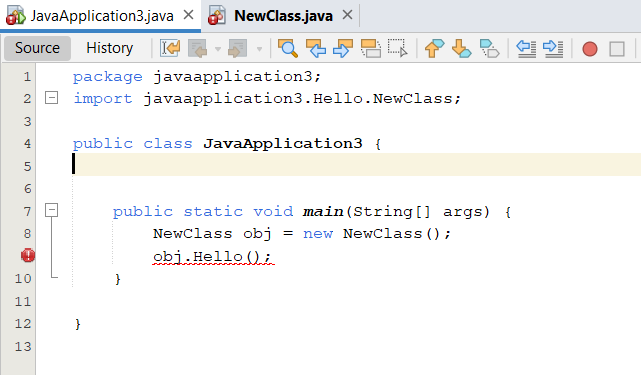 JavaApplication3.java NewClass.java
Source History
1 package javaapplication3;
2 import javaapplication3.Hello.NewClass;
3
4 public class JavaApplication3 {
5
6
7 public static void main(String[] args) {
8 NewClass obj = new NewClass();
obj.Hello();
10 }
11
12 }
13